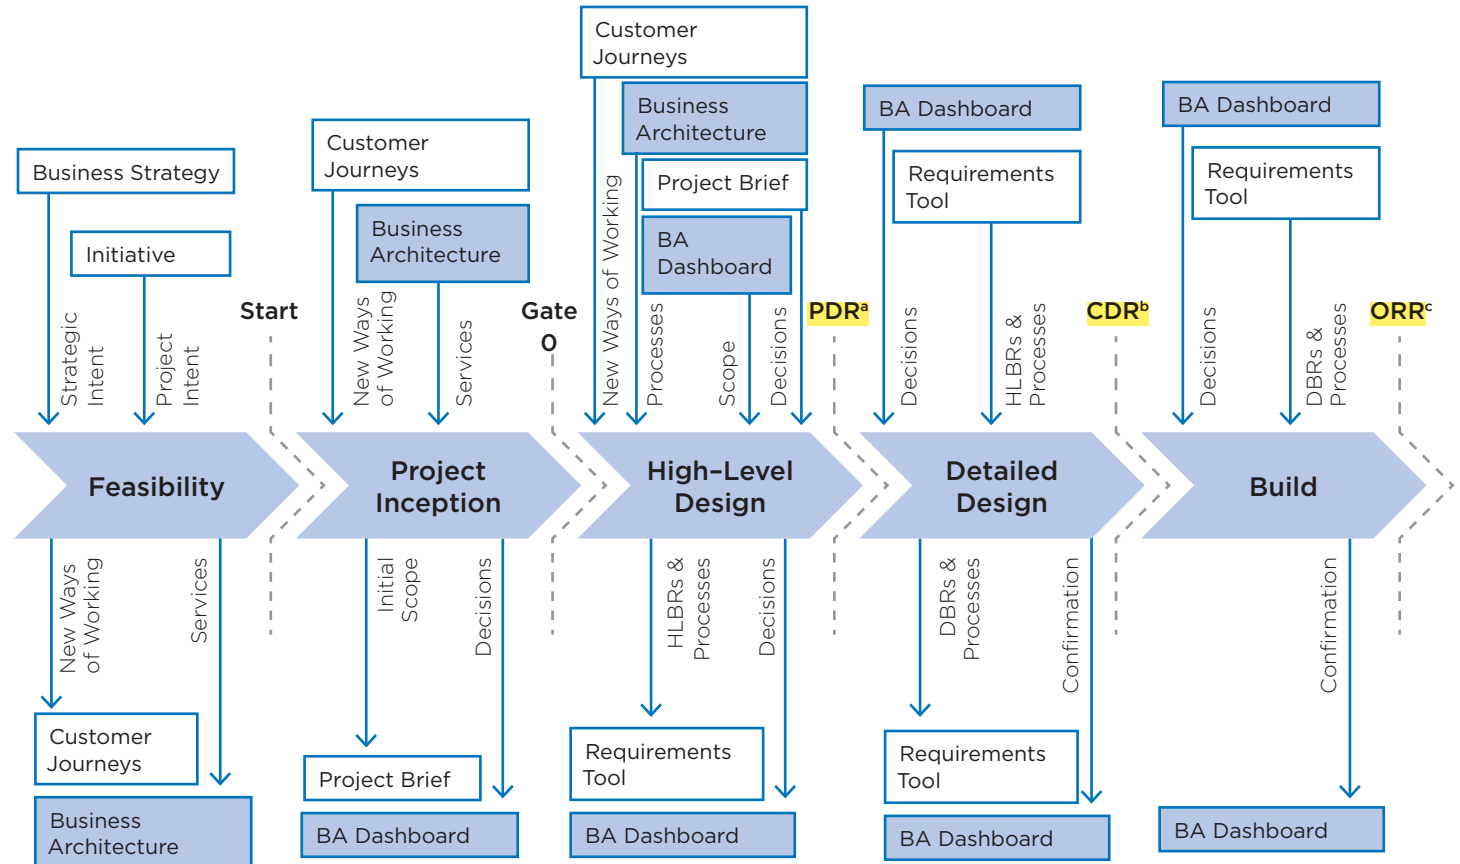 Customer
Journeys
Business
Architecture
Project Brief
BA
Dashboard
BA Dashboard
Requirements
Tool
BA Dashboard
Requirements
Tool
Customer
Journeys
Business
Architecture
Business Strategy
Initiative
Strategic
Intent
Project
Intent
Start
New Ways
of Working
Services
Gate
0
New Ways of Working
Processes
Scope
Decisions
PDRᵃ
Decisions
HLBRs &
Processes
CDRᵇ
Decisions
DBRs &
Processes
ORRᶜ
Feasibility
Project
Inception
High–Level
Design
Detailed
Design
Build
New Ways
of Working
Services
Initial
Scope
Decisions
HLBRs &
Processes
Decisions
DBRs &
Processes
Confirmation
Confirmation
Customer
Journeys
Business
Architecture
Project Brief
BA Dashboard
Requirements
Tool
BA Dashboard
Requirements
Tool
BA Dashboard
BA Dashboard